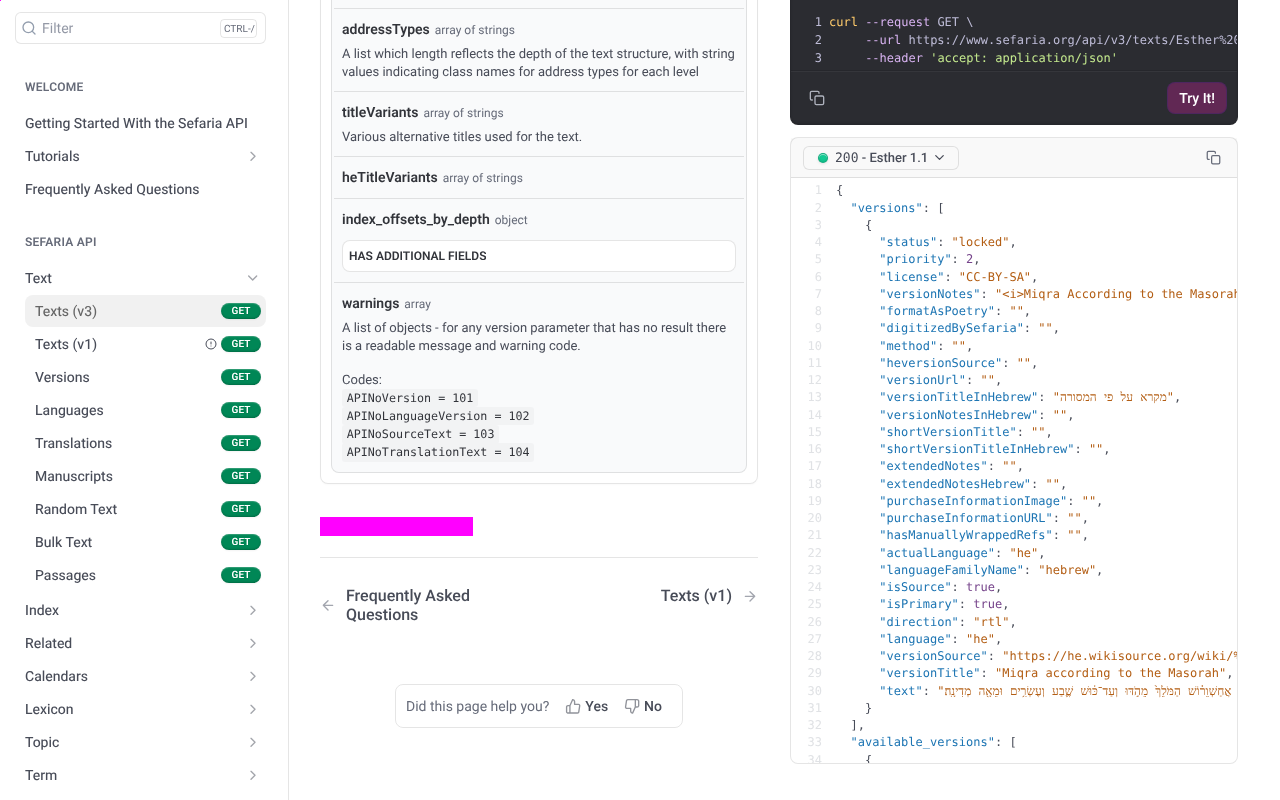 Filter
CTRL-/
WELCOME
Getting Started With the Sefaria API
Tutorials
Frequently Asked Questions
SEFARIA API
Text
Texts (v3) GET
Texts (v1) GET
Versions GET
Languages GET
Translations GET
Manuscripts GET
Random Text GET
Bulk Text GET
Passages GET
Index
Related
Calendars
Lexicon
Topic
Term
addressTypes array of strings
A list which length reflects the depth of the text structure, with string
values indicating class names for address types for each level
titleVariants array of strings
Various alternative titles used for the text.
heTitleVariants array of strings
index_offsets_by_depth object
HAS ADDITIONAL FIELDS
warnings array
A list of objects - for any version parameter that has no result there
is a readable message and warning code.
Codes:
APINoVersion = 101
APINoLanguageVersion = 102
APINoSourceText = 103
APINoTranslationText = 104
Frequently Asked
Questions
Texts (v1)
Did this page help you? Yes No
1 curl --request GET \
2 --url https://www.sefaria.org/api/v3/texts/Esther%20
3 --header 'accept: application/json'
Try It!
200 - Esther 1.1
1 {
2 "versions": [
3 {
4 "status": "locked",
5 "priority": 2,
6 "license": "CC-BY-SA",
7 "versionNotes": "<i>Miqra According to the Masorah
8 "formatAsPoetry": "",
9 "digitizedBySefaria": "",
10 "method": "",
11 "heversionSource": "",
12 "versionUrl": "",
13 "versionTitleInHebrew": "מקרא על פי המסורה",
14 "versionNotesInHebrew": "",
15 "shortVersionTitle": "",
16 "shortVersionTitleInHebrew": "",
17 "extendedNotes": "",
18 "extendedNotesHebrew": "",
19 "purchaseInformationImage": "",
20 "purchaseInformationURL": "",
21 "hasManuallyWrappedRefs": "",
22 "actualLanguage": "he",
23 "languageFamilyName": "hebrew",
24 "isSource": true,
25 "isPrimary": true,
26 "direction": "rtl",
27 "language": "he",
28 "versionSource": "https://he.wikisource.org/wiki/%
29 "versionTitle": "Miqra according to the Masorah",
30 "text": "אֲחַשְׁוֵר֗וֹשׁ הַמֹּלֵךְ֙ מֵהֹ֣דּוּ וְעַד־כּ֔וּשׁ שֶׁ֛בַע וְעֶשְׂרִ֥ים וּמֵאָ֖ה מְדִינָֽה׃
31 }
32 ],
33 "available_versions": [
34 {